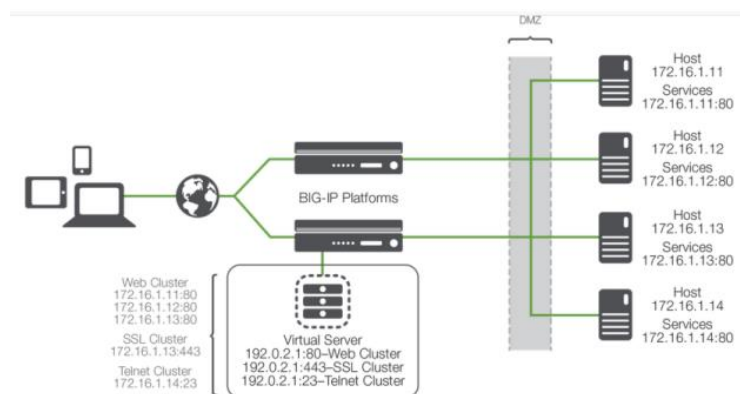 DMZ
Host
172.16.1.11
Services
172.16.1.11:80
Host
172.16.1.12
Services
172.16.1.12:80
BIG-IP Platforms
Host
172.16.1.13
Services
172.16.1.13:80
Host
172.16.1.14
Services
172.16.1.14:80
Web Cluster
172.16.1.11:80
172.16.1.12:80
172.16.1.13:80
SSL Cluster
172.16.1.13:443
Telnet Cluster
172.16.1.14:23
Virtual Server
192.0.2.1:80–Web Cluster
192.0.2.1:443–SSL Cluster
192.0.2.1:23–Telnet Cluster